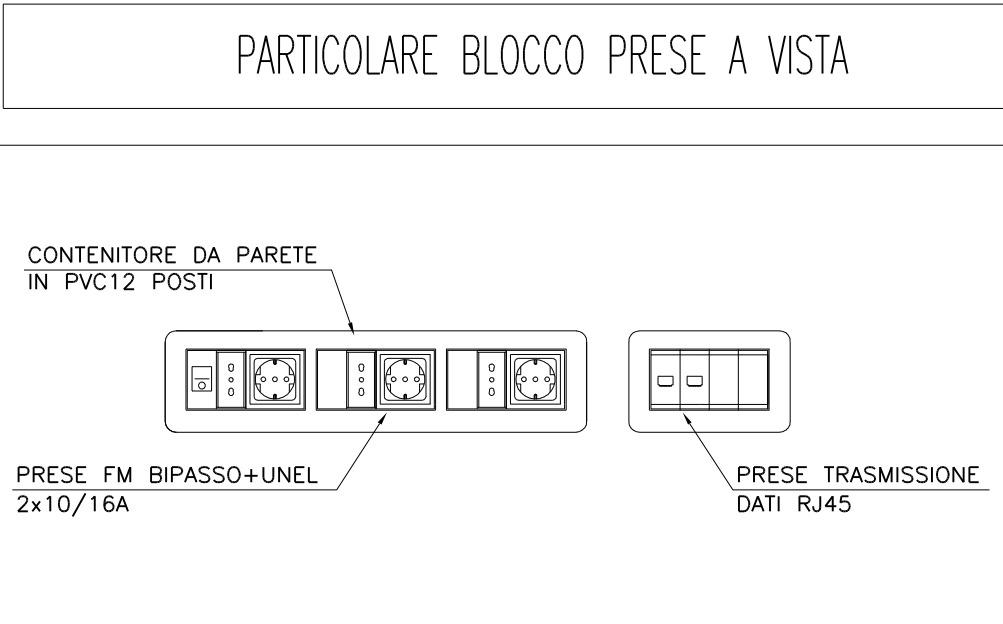 PARTICOLARE BLOCCO PRESE A VISTA
CONTENITORE DA PARETE
IN PVC12 POSTI
PRESE FM BIPASSO+UNEL
2x10/16A
PRESE TRASMISSIONE
DATI RJ45